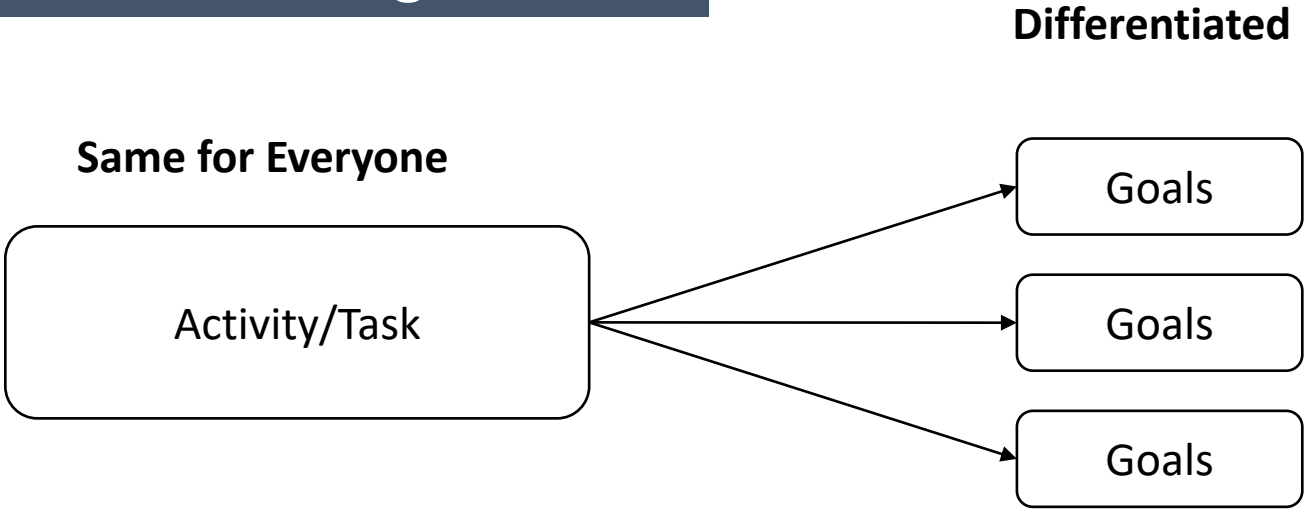 Differentiated
Same for Everyone
Goals
Activity/Task
Goals
Goals